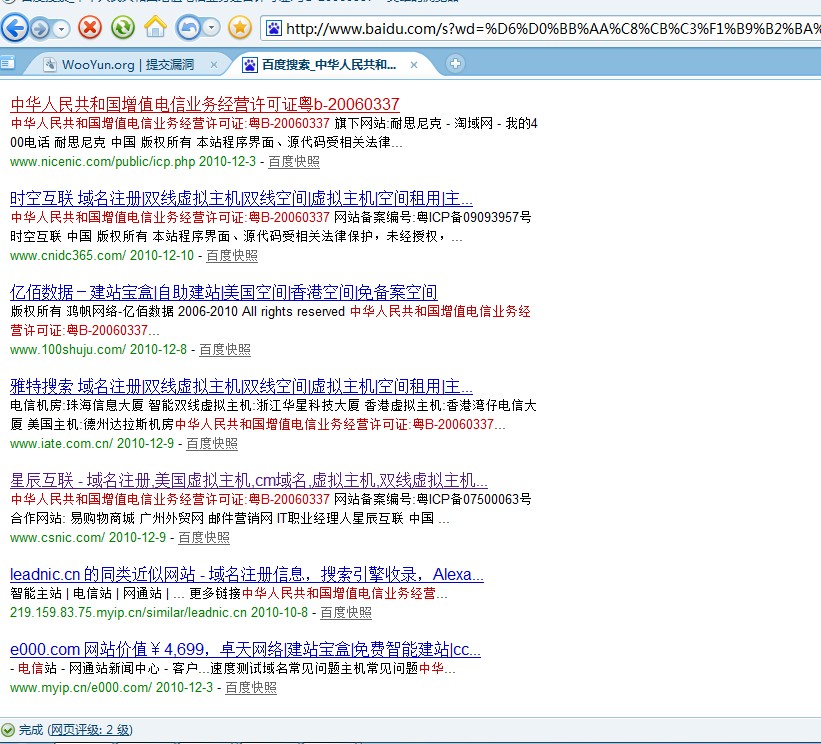 http://www.baidu.com/s?wd=%D6%D0%BB%AA%C8%CB%C3%F1%B9%B2%BA%
WooYun.org | 提交漏洞
百度搜索_中华人民共和...
中华人民共和国增值电信业务经营许可证粤b-20060337
中华人民共和国增值电信业务经营许可证:粤B-20060337 旗下网站:耐思尼克 - 淘域网 - 我的4
00电话 耐思尼克 中国 版权所有 本站程序界面、源代码受相关法律...
www.nicenic.com/public/icp.php 2010-12-3 - 百度快照
时空互联 域名注册|双线虚拟主机|双线空间|虚拟主机|空间租用|主...
中华人民共和国增值电信业务经营许可证:粤B-20060337 网站备案编号:粤ICP备09093957号
时空互联 中国 版权所有 本站程序界面、源代码受相关法律保护，未经授权，...
www.cnidc365.com/ 2010-12-10 - 百度快照
亿佰数据－建站宝盒|自助建站|美国空间|香港空间|免备案空间
版权所有 鸿帆网络-亿佰数据 2006-2010 All rights reserved 中华人民共和国增值电信业务经
营许可证:粤B-20060337...
www.100shuju.com/ 2010-12-8 - 百度快照
雅特搜索 域名注册|双线虚拟主机|双线空间|虚拟主机|空间租用|主...
电信机房:珠海信息大厦 智能双线虚拟主机:浙江华星科技大厦 香港虚拟主机:香港湾仔电信大
厦 美国主机:德州达拉斯机房中华人民共和国增值电信业务经营许可证:粤B-20060337...
www.iate.com.cn/ 2010-12-9 - 百度快照
星辰互联 - 域名注册,美国虚拟主机,cm域名,虚拟主机,双线虚拟主机...
中华人民共和国增值电信业务经营许可证:粤B-20060337 网站备案编号:粤ICP备07500063号
合作网站: 易购物商城 广州外贸网 邮件营销网 IT职业经理人星辰互联 中国 ...
www.csnic.com/ 2010-12-9 - 百度快照
leadnic.cn 的同类近似网站 - 域名注册信息，搜索引擎收录，Alexa...
智能主站 | 电信站 | 网通站 | ... 更多链接中华人民共和国增值电信业务经营...
219.159.83.75.myip.cn/similar/leadnic.cn 2010-10-8 - 百度快照
e000.com 网站价值￥4,699，卓天网络|建站宝盒|免费智能建站|cc...
- 电信站 - 网通站新闻中心 - 客户...速度测试域名常见问题主机常见问题中华...
www.myip.cn/e000.com/ 2010-12-3 - 百度快照
完成 (网页评级: 2 级)